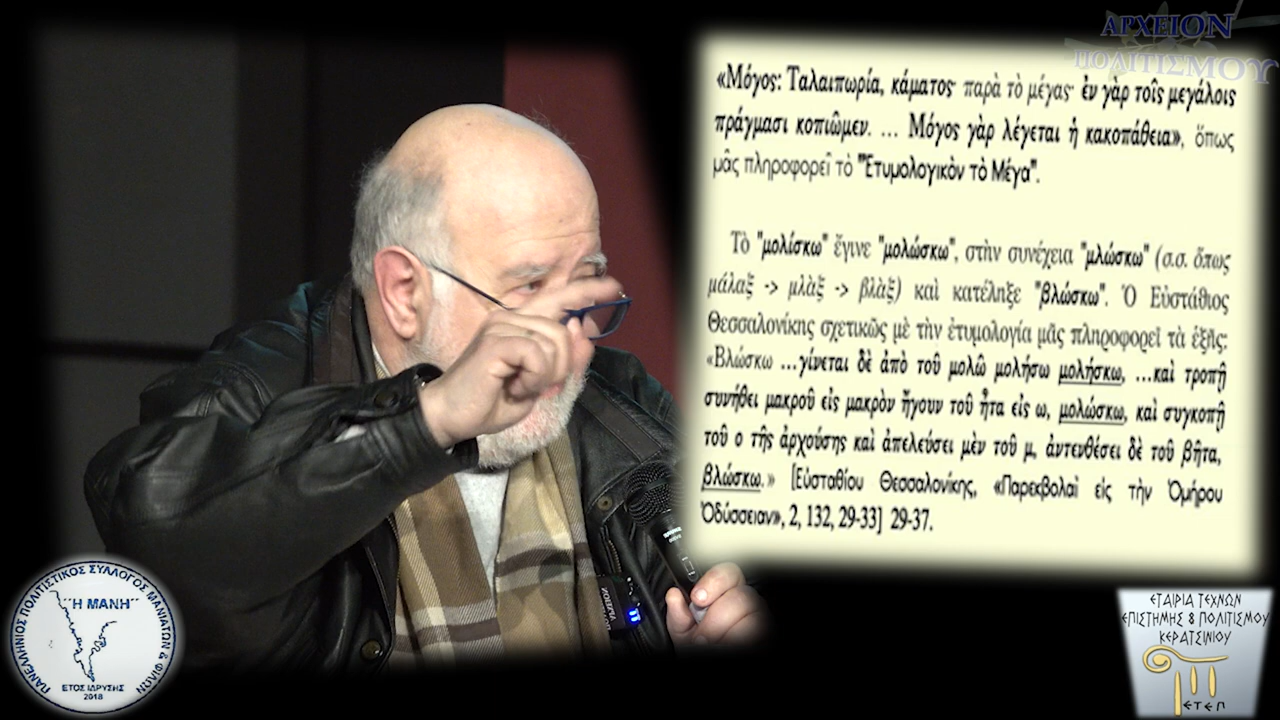 ΑΡΧΕΙΟΝ
ΠΟΛΙΤΙΣΜΟΥ
«Μόγος: Ταλαιπωρία, κάματος· παρὰ τὸ μέγας· ἐν γὰρ τοῖς μεγάλοις
πράγμασι κοπιῶμεν. ... Μόγος γὰρ λέγεται ἡ κακοπάθεια», ὅπως
μᾶς πληροφορεῖ τὸ "Ετυμολογικὸν τὸ Μέγα".
Τὸ "μολίσκω" ἔγινε "μολώσκω", στὴν συνέχεια "μλώσκω" (σ.σ. ὅπως
μάλαξ -> μλὰξ -> βλὰξ) καὶ κατέληξε "βλώσκω". Ὁ Εὐστάθιος
Θεσσαλονίκης σχετικῶς μὲ τὴν ἐτυμολογία μᾶς πληροφορεῖ τὰ ἑξῆς:
«Βλώσκω ...γίνεται δὲ ἀπὸ τοῦ μολῶ μολήσω μολήσκω, ...καὶ τροπῇ
συνήθει μακροῦ εἰς μακρὸν ἤγουν τοῦ ἦτα εἰς ω, μολώσκω, καὶ συγκοπῇ
τοῦ ο τῆς ἀρχούσης καὶ ἀπελεύσει μὲν τοῦ μ, ἀντενθέσει δὲ τοῦ βῆτα,
βλώσκω.» [Εὐσταθίου Θεσσαλονίκης, «Παρεκβολαὶ εἰς τὴν Ὁμήρου
Ὀδύσσειαν», 2, 132, 29-33] 29-37.
ΠΑΝΕΛΛΗΝΙΟΣ ΠΟΛΙΤΙΣΤΙΚΟΣ ΣΥΛΛΟΓΟΣ ΜΑΝΙΑΤΩΝ & ΦΙΛΩΝ
"Η ΜΑΝΗ"
ΕΤΟΣ ΙΔΡΥΣΗΣ
2018
ΕΤΑΙΡΙΑ ΤΕΧΝΩΝ
ΕΠΙΣΤΗΜΗΣ & ΠΟΛΙΤΙΣΜΟΥ
ΚΕΡΑΤΣΙΝΙΟΥ
ΕΤΕΠ